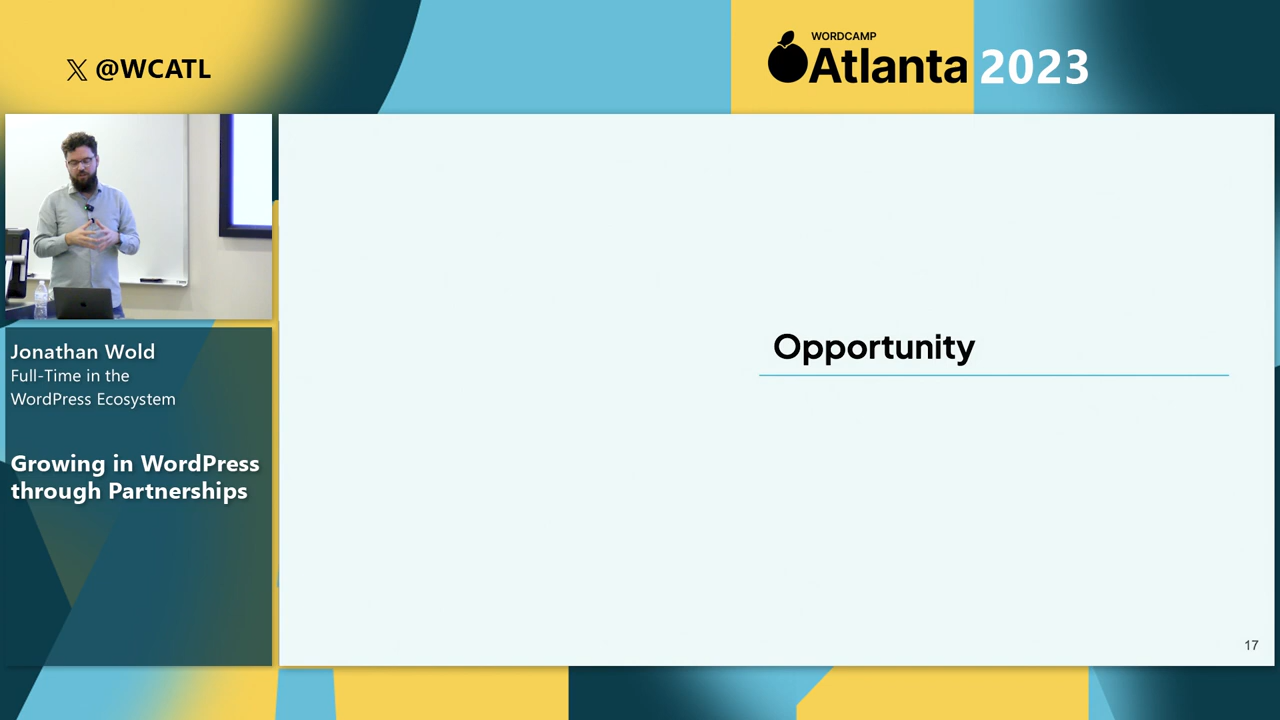 𝕏 @WCATL
WORDCAMP
Atlanta 2023
Jonathan Wold
Full-Time in the
WordPress Ecosystem
Growing in WordPress
through Partnerships
Opportunity
17